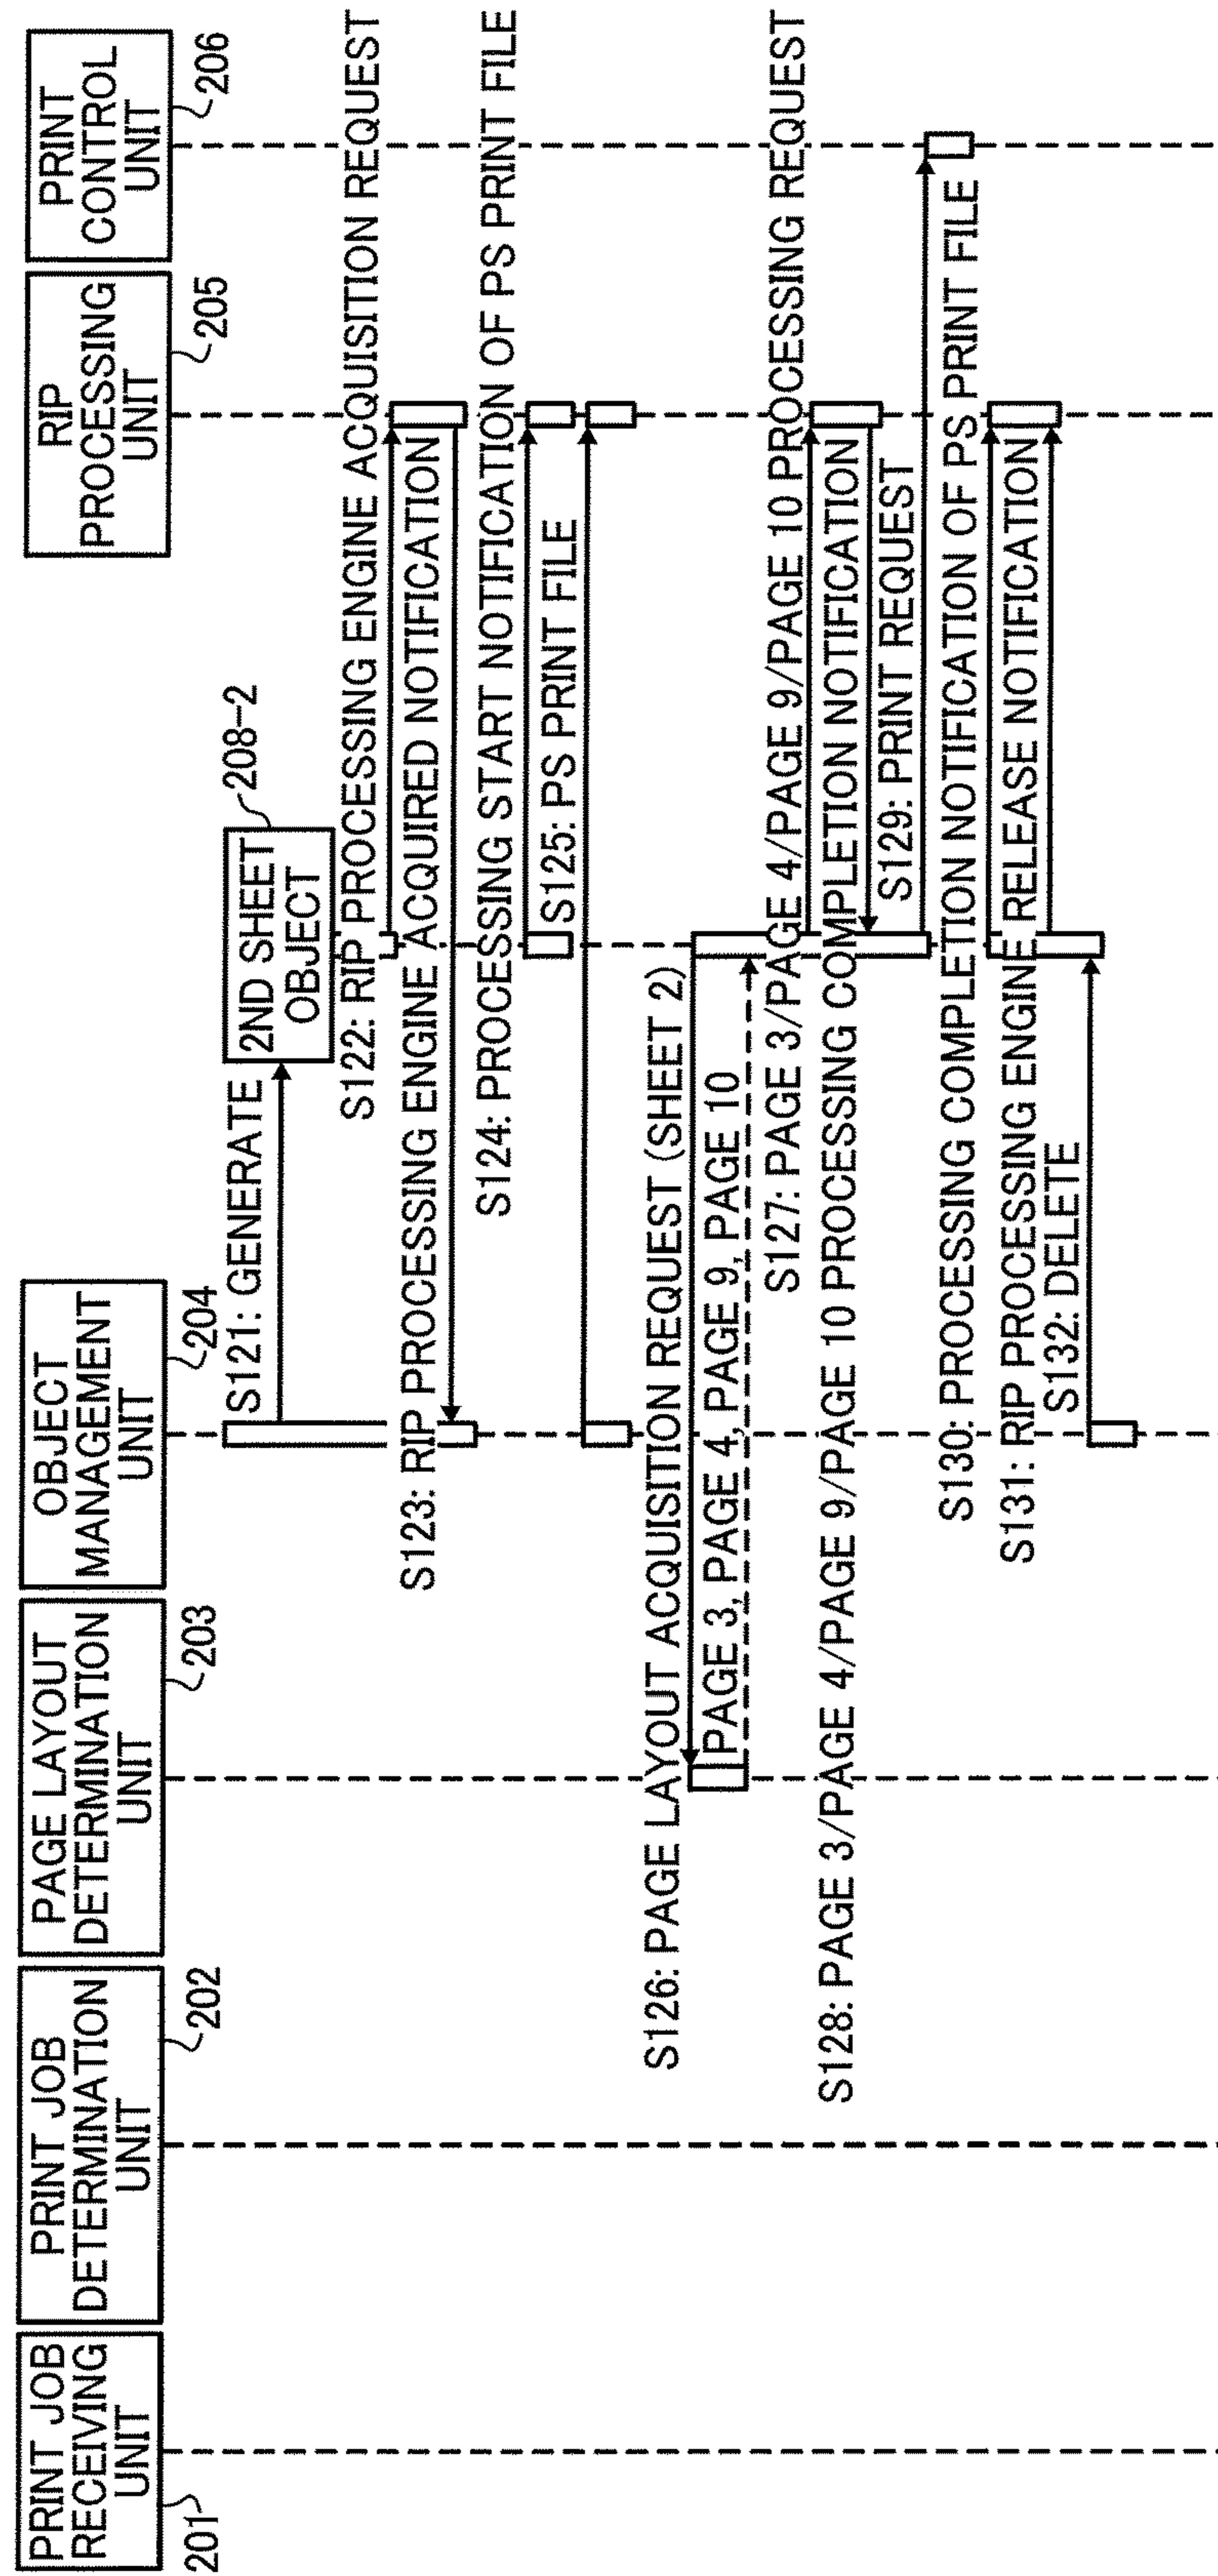 PRINT JOB
RECEIVING
UNIT
201
PRINT JOB
DETERMINATION
UNIT
202
PAGE LAYOUT
DETERMINATION
UNIT
203
OBJECT
MANAGEMENT
UNIT
204
RIP
PROCESSING
UNIT
205
PRINT
CONTROL
UNIT
206
S121: GENERATE
2ND SHEET
OBJECT
208-2
S122: RIP PROCESSING ENGINE ACQUISITION REQUEST
S123: RIP PROCESSING ENGINE ACQUIRED NOTIFICATION
S124: PROCESSING START NOTIFICATION OF PS PRINT FILE
S125: PS PRINT FILE
S126: PAGE LAYOUT ACQUISITION REQUEST (SHEET 2)
PAGE 3, PAGE 4, PAGE 9, PAGE 10
S127: PAGE 3/PAGE 4/PAGE 9/PAGE 10 PROCESSING REQUEST
S128: PAGE 3/PAGE 4/PAGE 9/PAGE 10 PROCESSING COMPLETION NOTIFICATION
S129: PRINT REQUEST
S130: PROCESSING COMPLETION NOTIFICATION OF PS PRINT FILE
S131: RIP PROCESSING ENGINE RELEASE NOTIFICATION
S132: DELETE